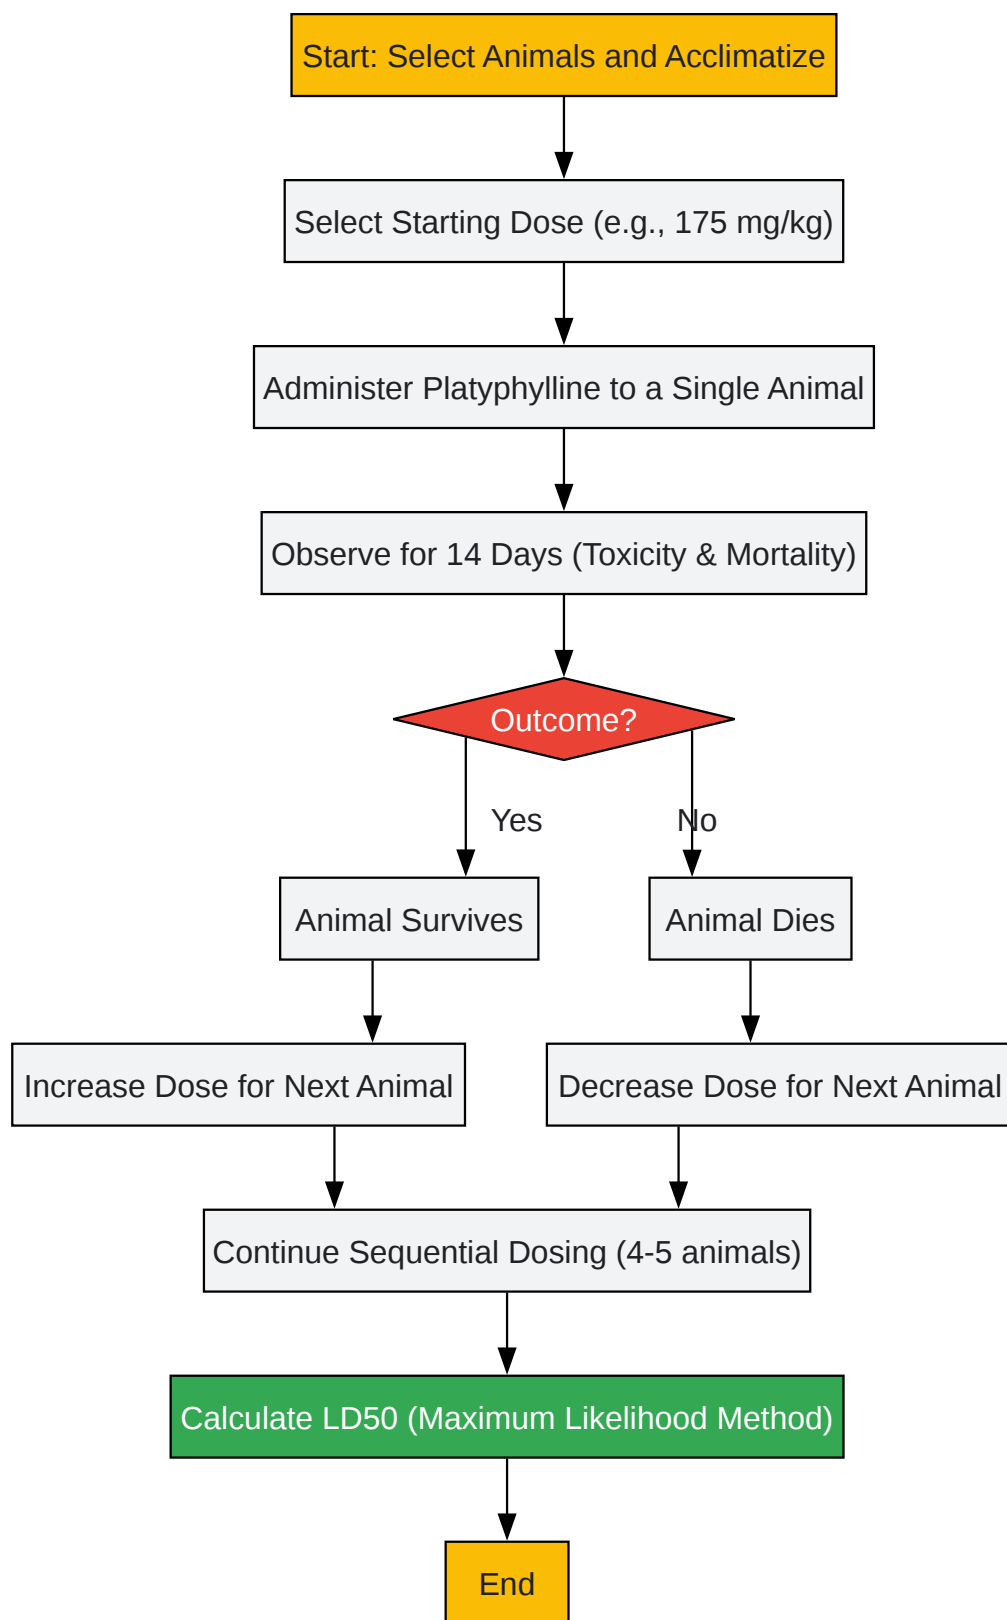 Start: Select Animals and Acclimatize
Select Starting Dose (e.g., 175 mg/kg)
Administer Platyphylline to a Single Animal
Observe for 14 Days (Toxicity & Mortality)
Outcome?
Yes
No
Animal Survives
Animal Dies
Increase Dose for Next Animal
Decrease Dose for Next Animal
Continue Sequential Dosing (4-5 animals)
Calculate LD50 (Maximum Likelihood Method)
End